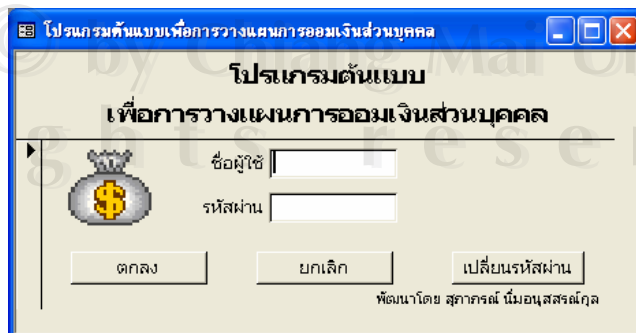 โปรแกรมต้นแบบเพื่อการวางแผนการออมเงินส่วนบุคคล
© by Chiang Mai Un
โปรแกรมต้นแบบ
เพื่อการวางแผนการออมเงินส่วนบุคคล
ghts reser
ชื่อผู้ใช้
รหัสผ่าน
$
ตกลง ยกเลิก เปลี่ยนรหัสผ่าน
พัฒนาโดย สุภาภรณ์ นิ่มอนุสสรณ์กุล